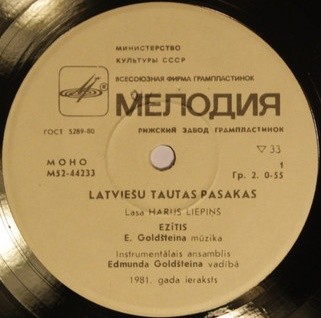 МИНИСТЕРСТВО
КУЛЬТУРЫ СССР
ВСЕСОЮЗНАЯ ФИРМА ГРАМПЛАСТИНОК
МЕЛОДИЯ
ГОСТ 5289-80
РИЖСКИЙ ЗАВОД ГРАМПЛАСТИНОК
▽ 33
МОНО
М52-44233
1
Гр. 2. 0-55
LATVIEŠU TAUTAS PASAKAS
Lasa HARIJS LIEPIŅŠ
EZĪTIS
E. Goldšteina mūzika
Instrumentālais ansamblis
Edmunda Goldšteina vadībā
1981. gada ieraksts